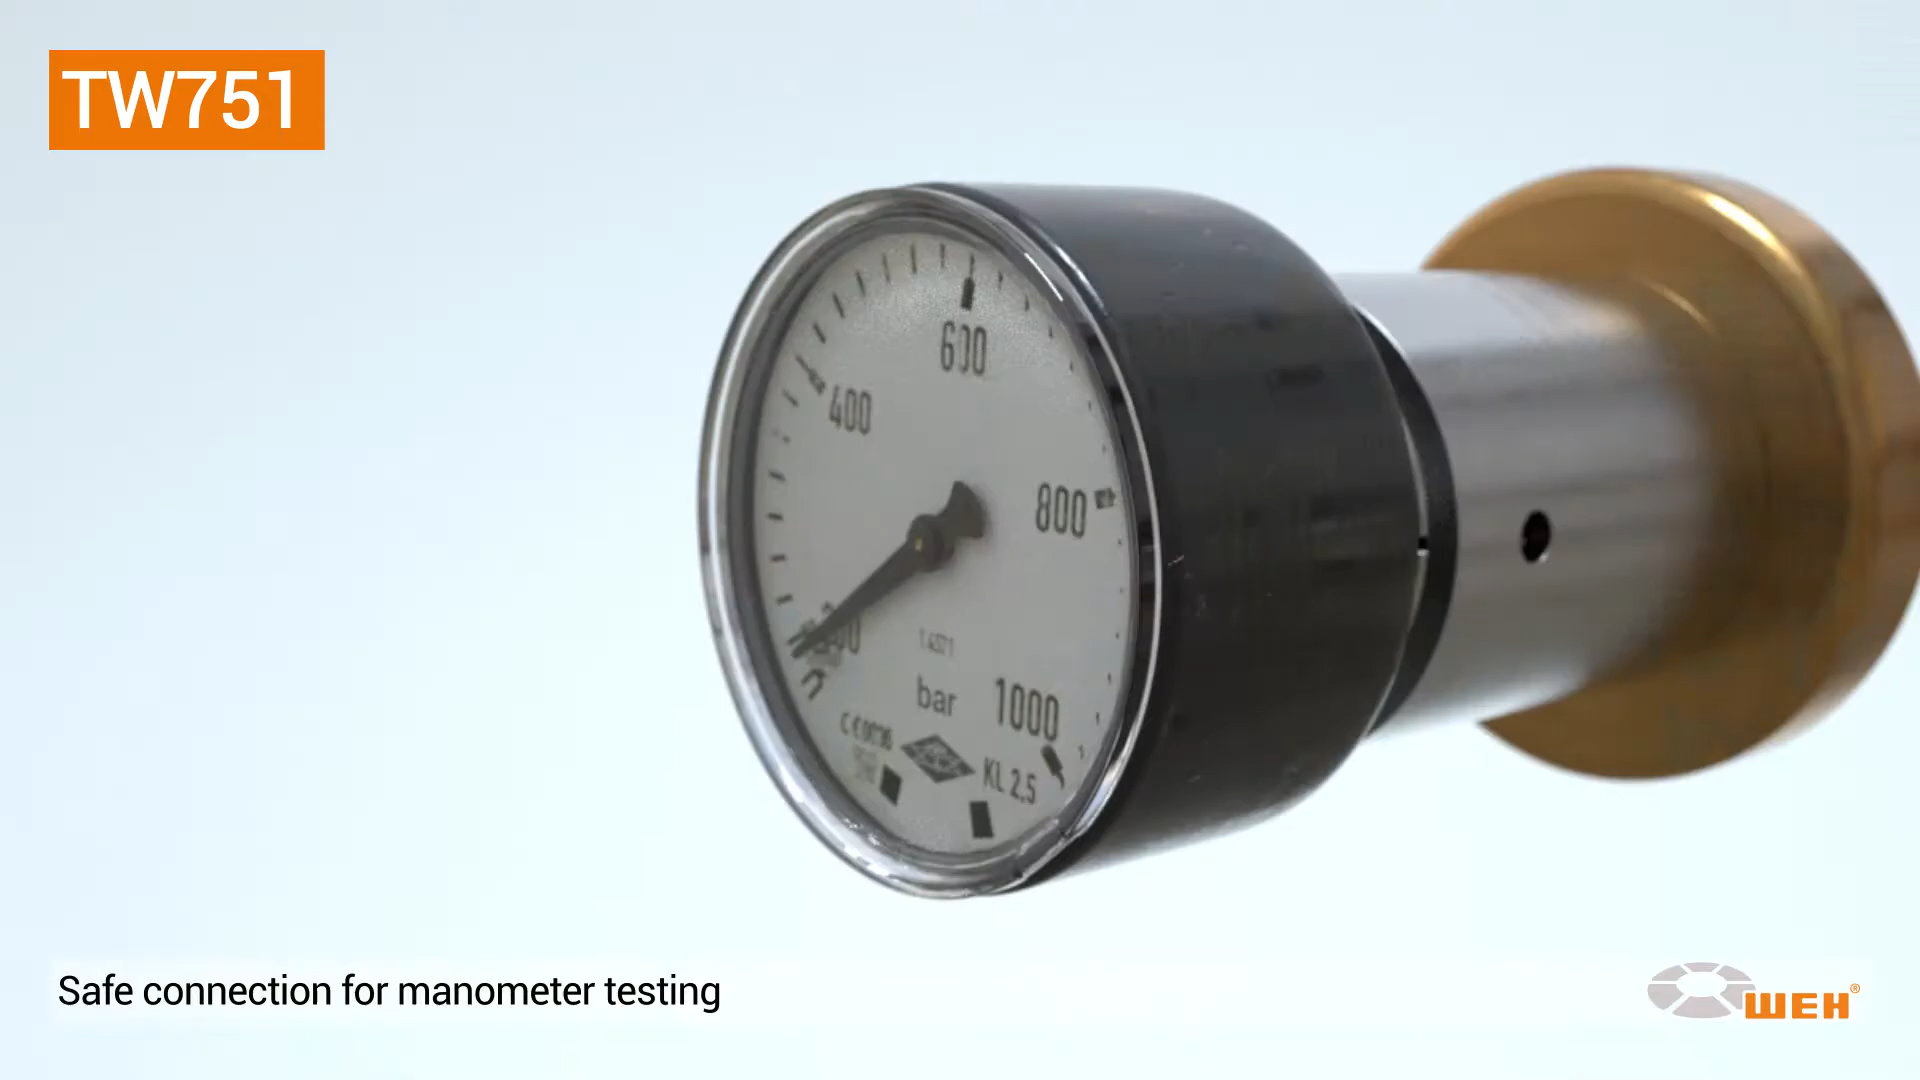 TW751
600
400
800
bar
1000
KL 2.5
Safe connection for manometer testing
WEH®